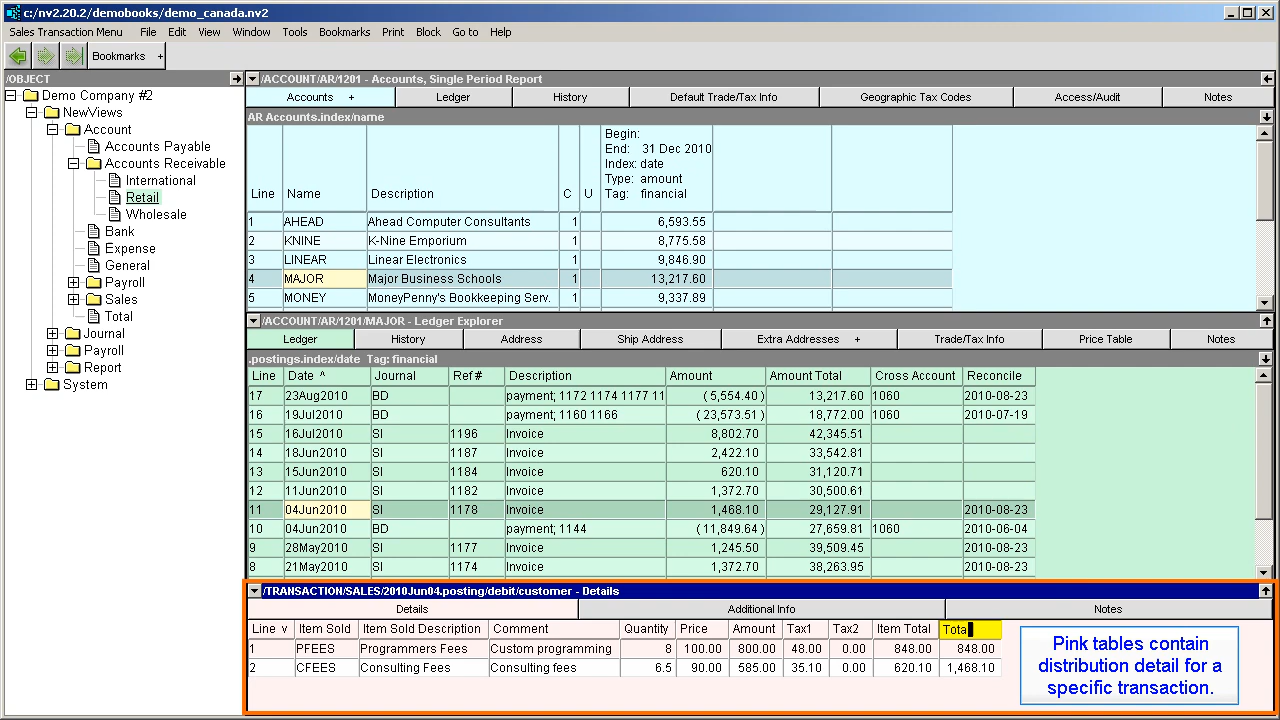 c:/nv2.20.2/demobooks/demo_canada.nv2
Sales Transaction Menu File Edit View Window Tools Bookmarks Print Block Go to Help
Bookmarks +
/OBJECT
Demo Company #2
NewViews
Account
Accounts Payable
Accounts Receivable
International
Retail
Wholesale
Bank
Expense
General
Payroll
Sales
Total
Journal
Payroll
Report
System
/ACCOUNT/AR/1201 - Accounts, Single Period Report
Accounts + Ledger History Default Trade/Tax Info Geographic Tax Codes Access/Audit Notes
AR Accounts.index/name
Begin:
End: 31 Dec 2010
Index: date
Type: amount
Line Name Description C U Tag: financial
1 AHEAD Ahead Computer Consultants 1 6,593.55
2 KNINE K-Nine Emporium 1 8,775.58
3 LINEAR Linear Electronics 1 9,846.90
4 MAJOR Major Business Schools 1 13,217.60
5 MONEY MoneyPenny's Bookkeeping Serv. 1 9,337.89
/ACCOUNT/AR/1201/MAJOR - Ledger Explorer
Ledger History Address Ship Address Extra Addresses + Trade/Tax Info Price Table Notes
.postings.index/date Tag: financial
Line Date ^ Journal Ref # Description Amount Amount Total Cross Account Reconcile
17 23Aug2010 BD payment; 1172 1174 1177 11 ( 5,554.40 ) 13,217.60 1060 2010-08-23
16 19Jul2010 BD payment; 1160 1166 ( 23,573.51 ) 18,772.00 1060 2010-07-19
15 16Jul2010 SI 1196 Invoice 8,802.70 42,345.51
14 18Jun2010 SI 1187 Invoice 2,422.10 33,542.81
13 15Jun2010 SI 1184 Invoice 620.10 31,120.71
12 11Jun2010 SI 1182 Invoice 1,372.70 30,500.61
11 04Jun2010 SI 1178 Invoice 1,468.10 29,127.91 2010-08-23
10 04Jun2010 BD payment; 1144 ( 11,849.64 ) 27,659.81 1060 2010-06-04
9 28May2010 SI 1177 Invoice 1,245.50 39,509.45 2010-08-23
8 21May2010 SI 1174 Invoice 1,372.70 38,263.95 2010-08-23
/TRANSACTION/SALES/2010Jun04.posting/debit/customer - Details
Details Additional Info Notes
Line v Item Sold Item Sold Description Comment Quantity Price Amount Tax1 Tax2 Item Total Tota
1 PFEES Programmers Fees Custom programming 8 100.00 800.00 48.00 0.00 848.00 848.00
2 CFEES Consulting Fees Consulting fees 6.5 90.00 585.00 35.10 0.00 620.10 1,468.10
Pink tables contain
distribution detail for a
specific transaction.